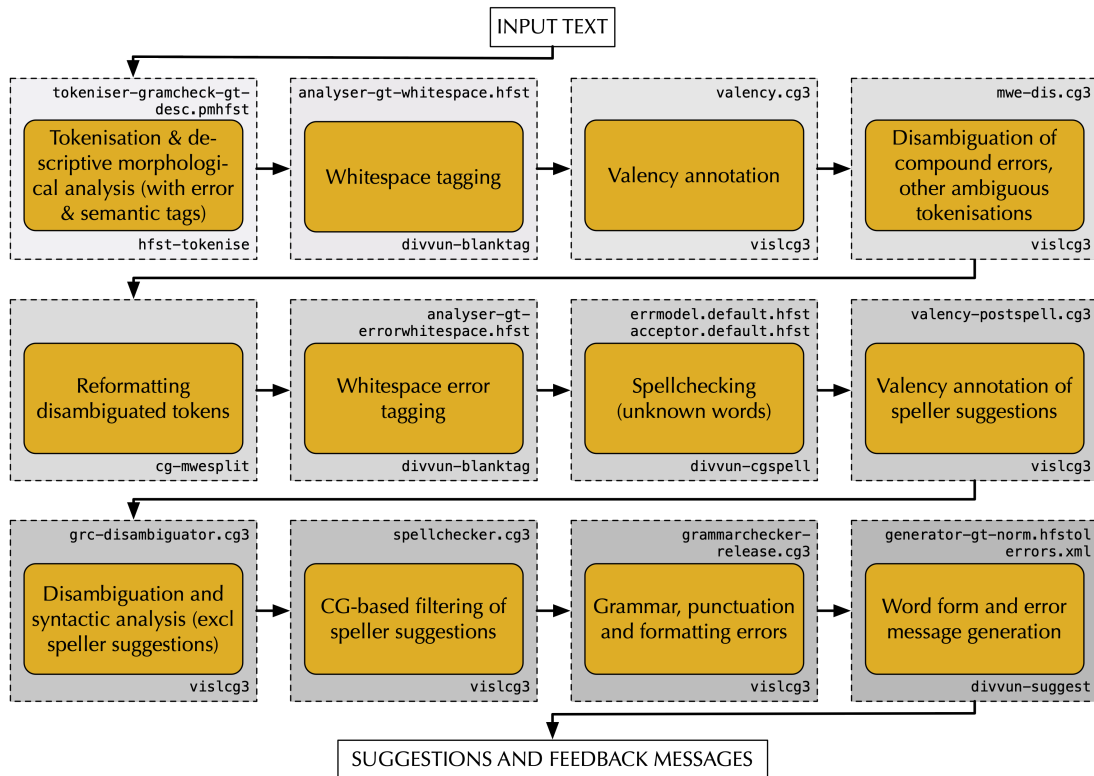 INPUT TEXT
tokeniser-gramcheck-gt-
desc.pmhfst
Tokenisation & de-
scriptive morphologi-
cal analysis (with error
& semantic tags)
hfst-tokenise
analyser-gt-whitespace.hfst
Whitespace tagging
divvun-blanktag
valency.cg3
Valency annotation
vislcg3
mwe-dis.cg3
Disambiguation of
compound errors,
other ambiguous
tokenisations
vislcg3
Reformatting
disambiguated tokens
cg-mwesplit
analyser-gt-
errorwhitespace.hfst
Whitespace error
tagging
divvun-blanktag
errmodel.default.hfst
acceptor.default.hfst
Spellchecking
(unknown words)
divvun-cgspell
valency-postspell.cg3
Valency annotation of
speller suggestions
vislcg3
grc-disambiguator.cg3
Disambiguation and
syntactic analysis (excl
speller suggestions)
vislcg3
spellchecker.cg3
CG-based filtering of
speller suggestions
vislcg3
grammarchecker-
release.cg3
Grammar, punctuation
and formatting errors
vislcg3
generator-gt-norm.hfstol
errors.xml
Word form and error
message generation
divvun-suggest
SUGGESTIONS AND FEEDBACK MESSAGES